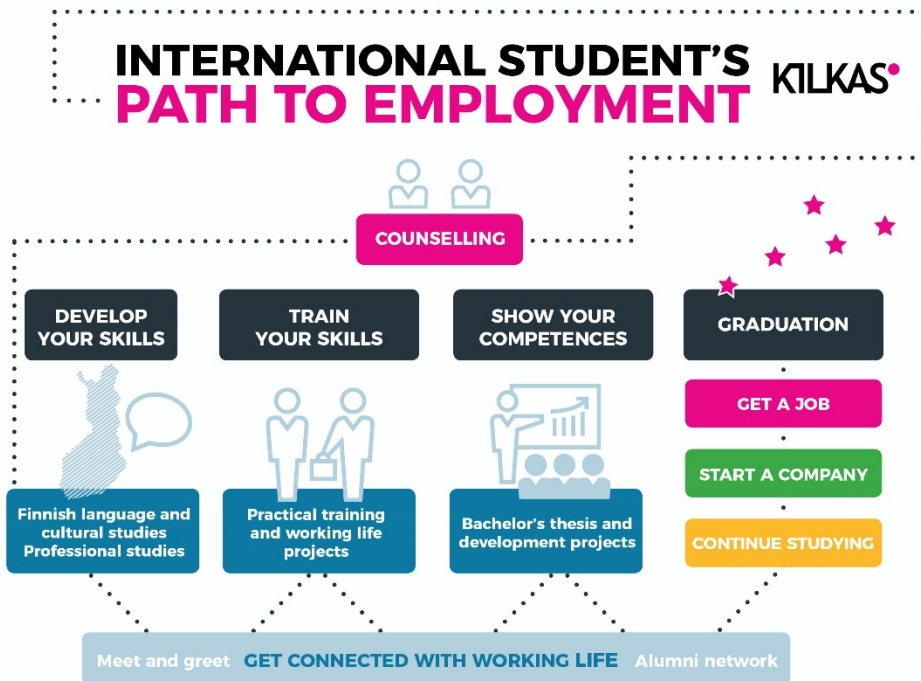 INTERNATIONAL STUDENT'S
PATH TO EMPLOYMENT
KILKAS
COUNSELLING
DEVELOP
YOUR SKILLS
TRAIN
YOUR SKILLS
SHOW YOUR
COMPETENCES
GRADUATION
GET A JOB
START A COMPANY
CONTINUE STUDYING
Finnish language and
cultural studies
Professional studies
Practical training
and working life
projects
Bachelor's thesis and
development projects
Meet and greet GET CONNECTED WITH WORKING LIFE Alumni network